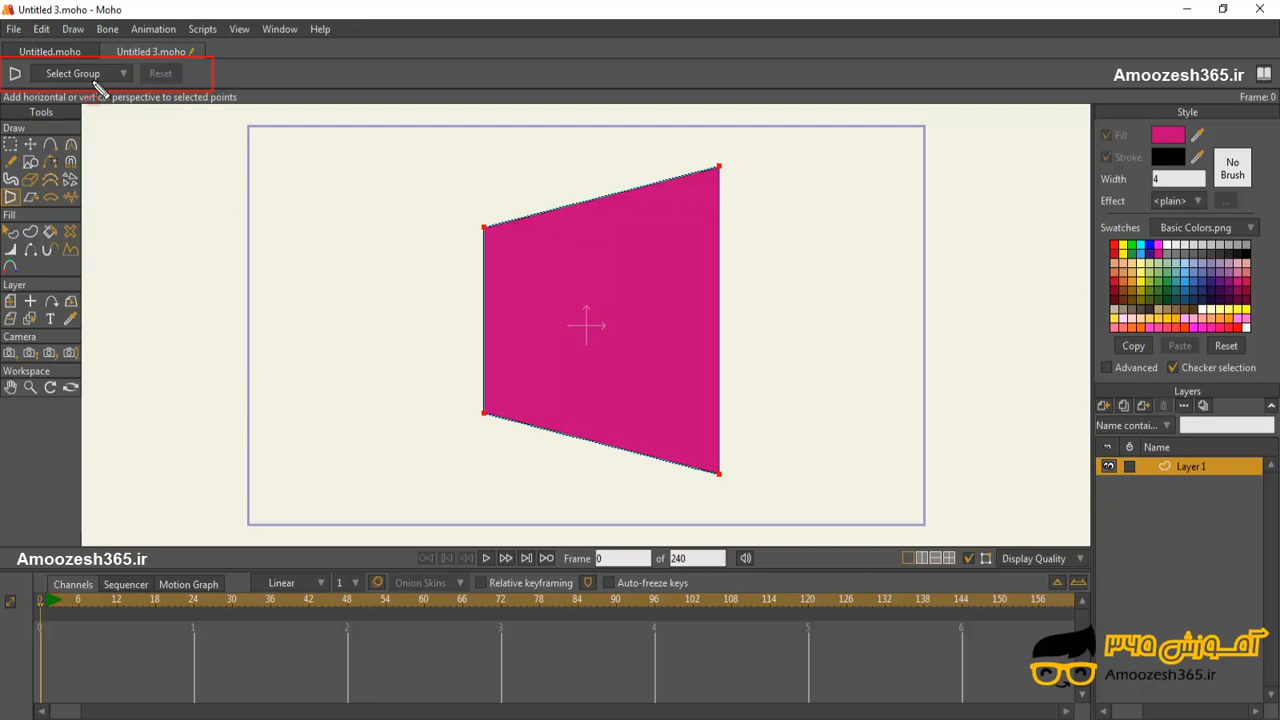 Untitled 3.moho - Moho
File Edit Draw Bone Animation Scripts View Window Help
Untitled.moho Untitled 3.moho
Select Group Reset
Amoozesh365.ir
Add horizontal or vertical perspective to selected points
Frame: 0
Tools
Draw
Fill
Layer
Camera
Workspace
Style
Fill
Stroke
No
Brush
Width 4
Effect <plain> ...
Swatches Basic Colors.png
Copy Paste Reset
Advanced Checker selection
Layers
Name contai...
Name
Layer 1
Amoozesh365.ir
Frame 0 of 240
Display Quality
Channels Sequencer Motion Graph Linear 1 Onion Skins Relative keyframing Auto-freeze keys
0 6 12 18 24 30 36 42 48 54 60 66 72 78 84 90 96 102 108 114 120 126 132 138 144 150 156
0 1 2 3 4 5 6
آموزش ۳۶۵
Amoozesh365.ir